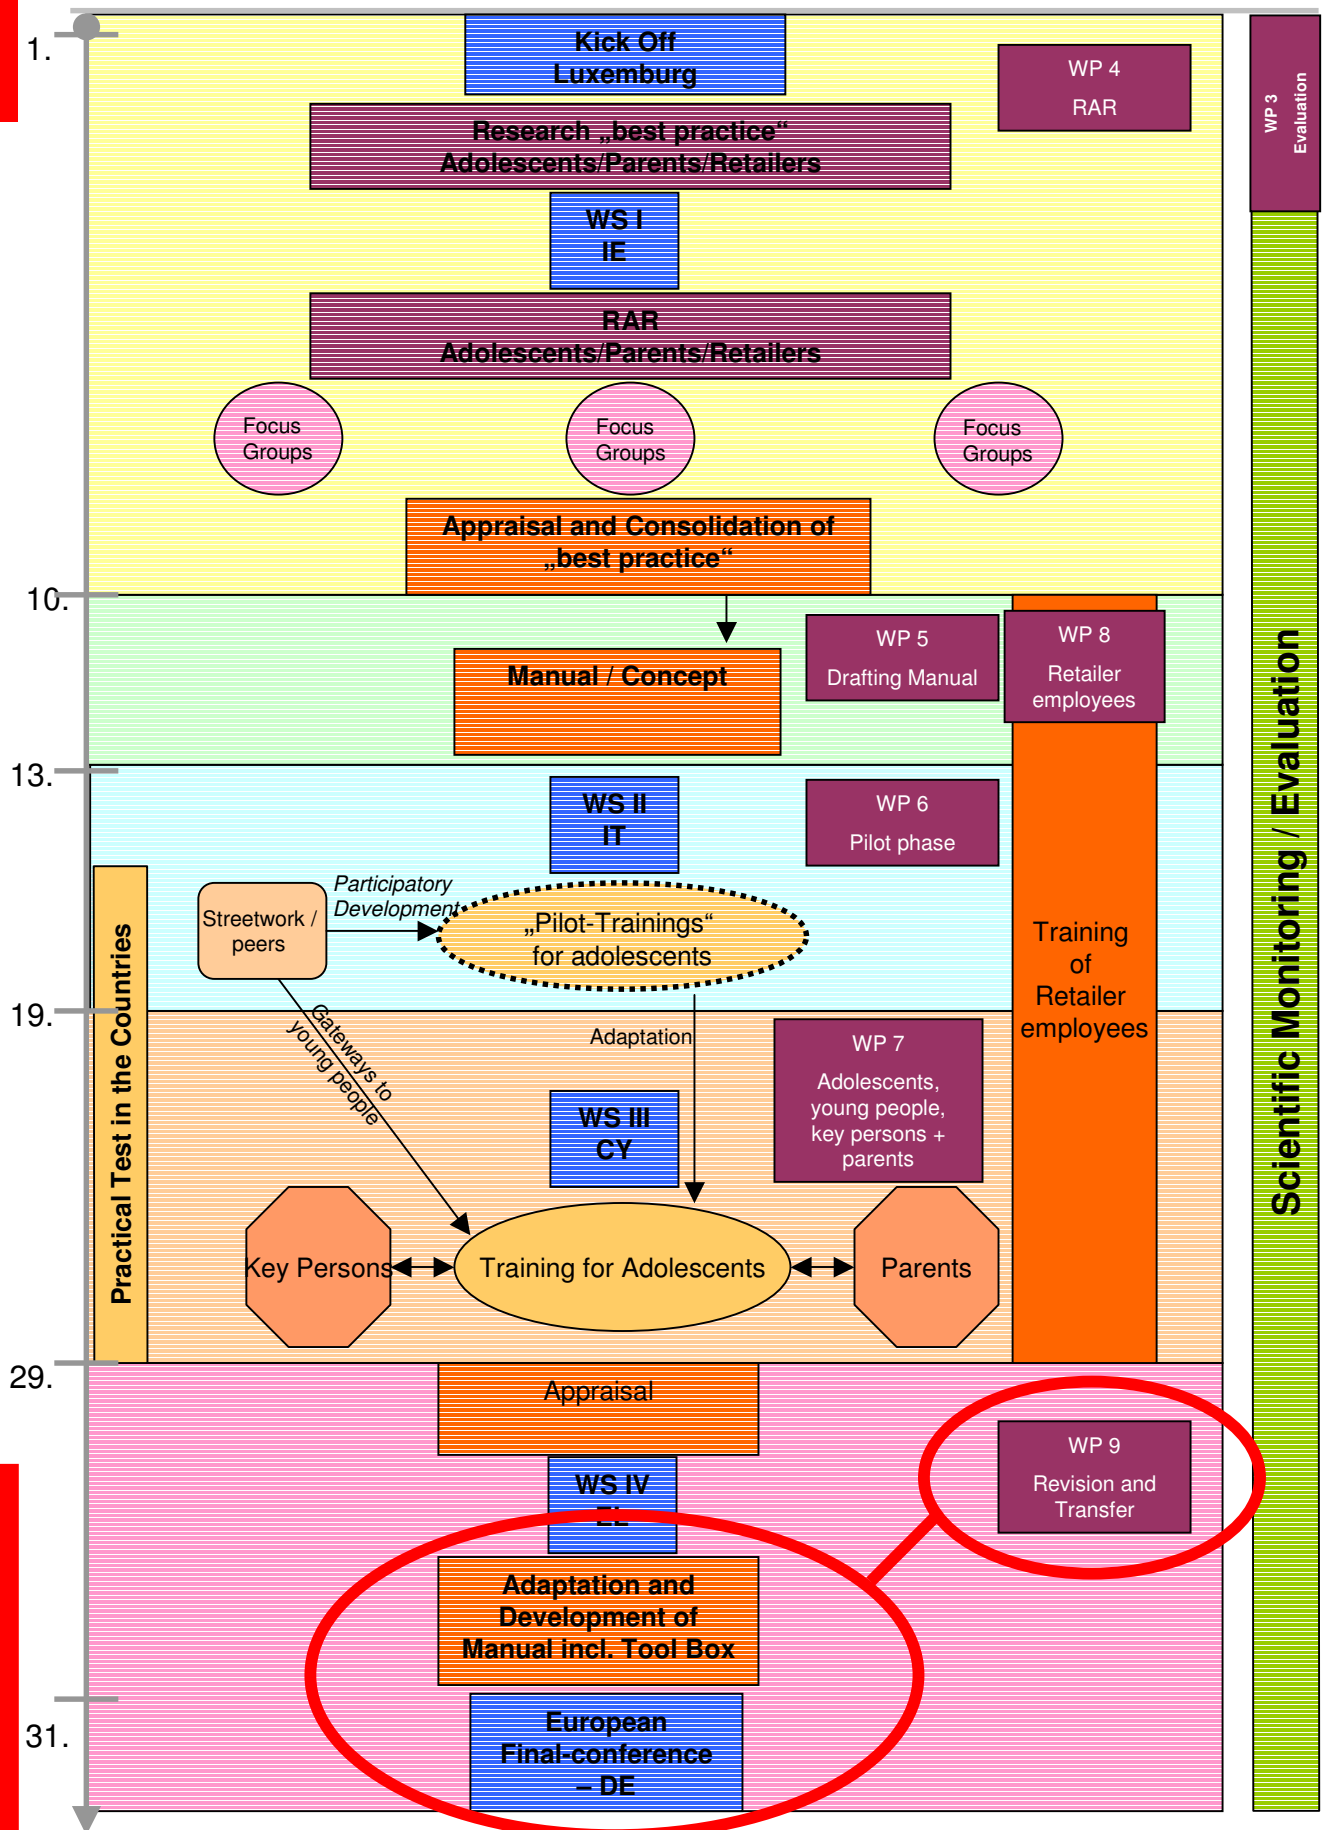 1.
Kick Off
Luxemburg
WP 4
RAR
WP 3
Evaluation
Research „best practice“
Adolescents/Parents/Retailers
WS I
IE
RAR
Adolescents/Parents/Retailers
Focus
Groups
Focus
Groups
Focus
Groups
Appraisal and Consolidation of
„best practice“
10.
Manual / Concept
WP 5
Drafting Manual
WP 8
Retailer
employees
Scientific Monitoring / Evaluation
13.
WS II
IT
WP 6
Pilot phase
Practical Test in the Countries
Streetwork /
peers
Participatory
Development
„Pilot-Trainings“
for adolescents
Training
of
Retailer
employees
19.
Gateways to
young people
Adaptation
WP 7
Adolescents,
young people,
key persons +
parents
WS III
CY
Key Persons
Training for Adolescents
Parents
29.
Appraisal
WP 9
Revision and
Transfer
WS IV
EL
Adaptation and
Development of
Manual incl. Tool Box
31.
European
Final-conference
– DE